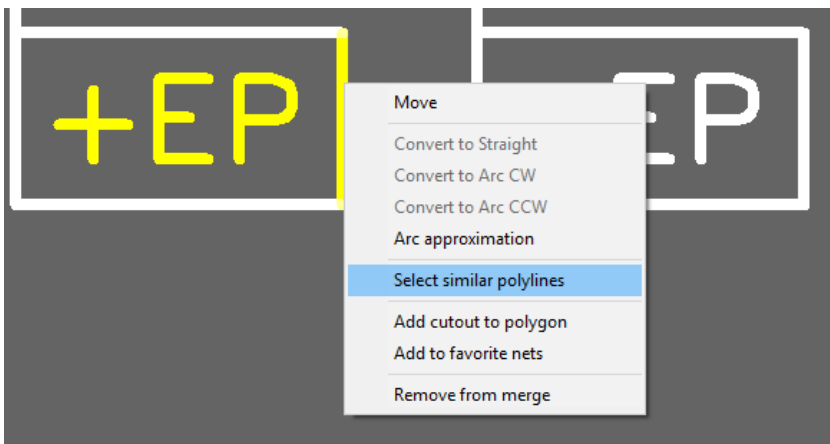 +EP
EP
Move
Convert to Straight
Convert to Arc CW
Convert to Arc CCW
Arc approximation
Select similar polylines
Add cutout to polygon
Add to favorite nets
Remove from merge